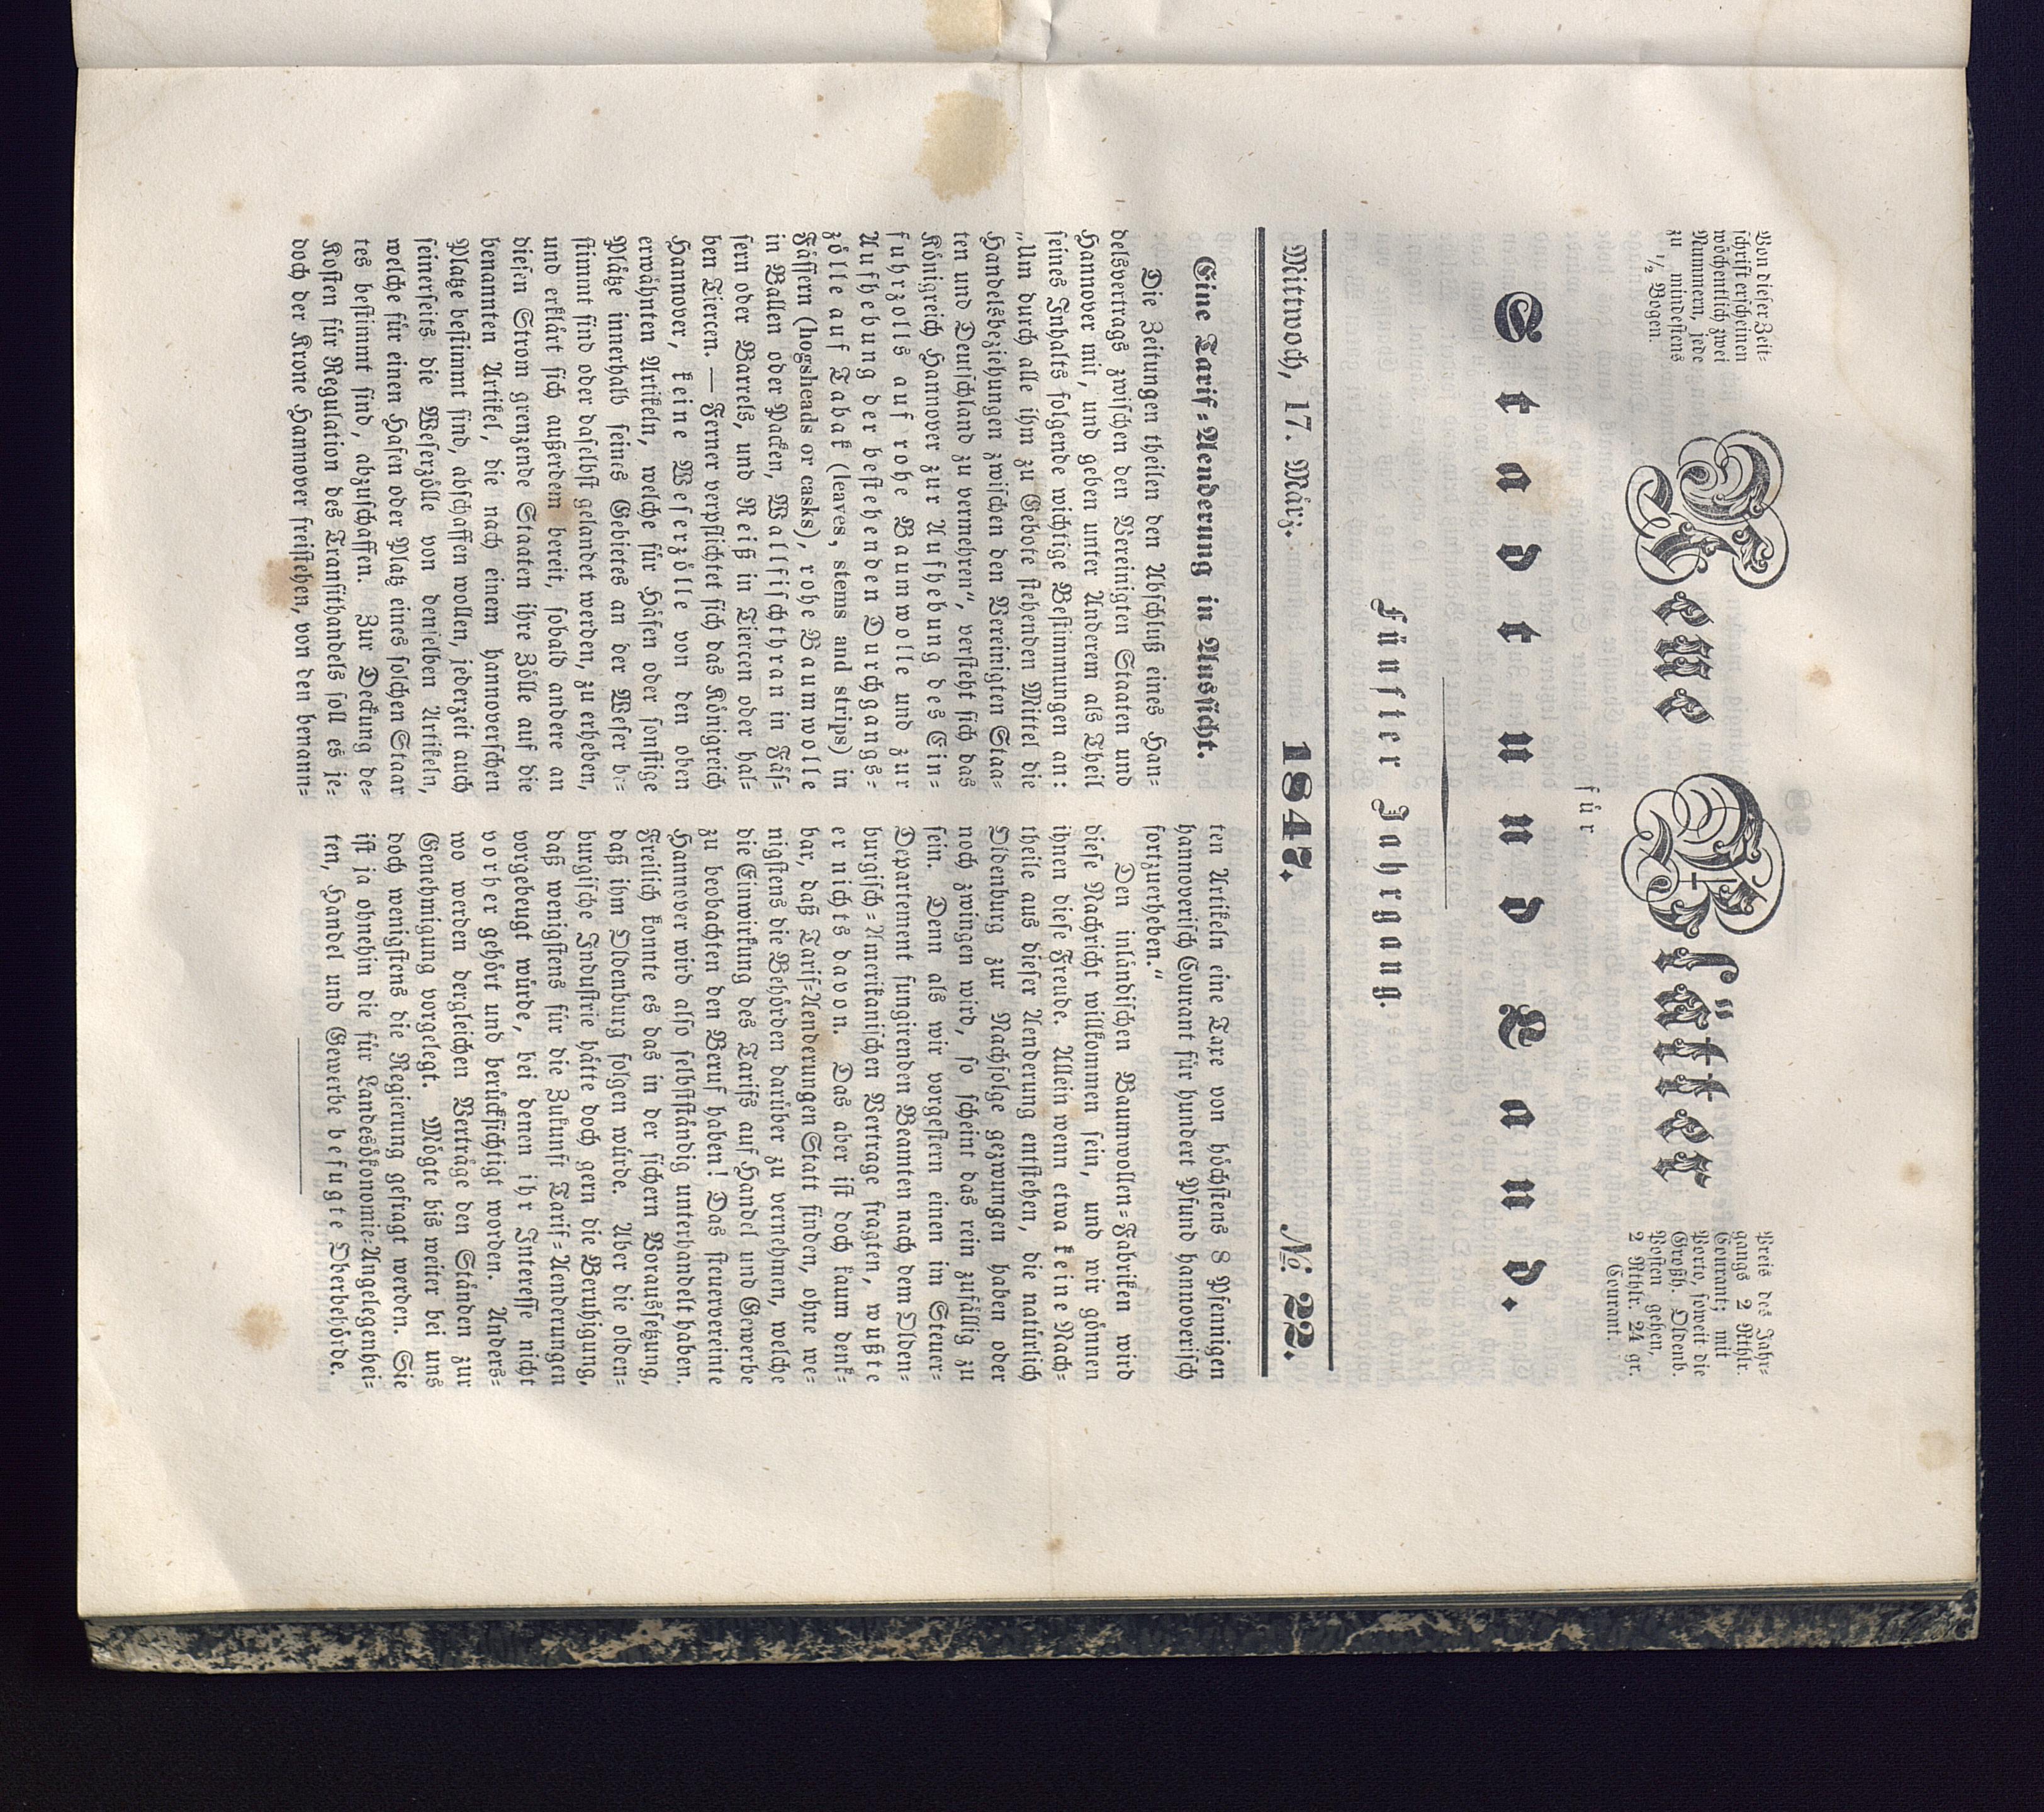 Von dieser Zeit-
schrift erscheinen
wöchentlich zwei
Nummern, jede
zu mindestens
1/2 Bogen.
Neue Blätter
Preis des Jahr-
gangs 2 Rthlr.
Courant; mit
Porto, soweit die
Großh. Oldenb.
Posten gehen,
2 Rthlr. 24 gr.
Courant.
für
Stadt und Land.
Fünfter Jahrgang.
Mittwoch, 17. März. 1847. No. 22.
Eine Tarif-Aenderung in Aussicht.
Die Zeitungen theilen den Abschluß eines Han-
delsvertrags zwischen den Vereinigten Staaten und
Hannover mit, und geben unter Anderem als Theil
seines Inhalts folgende wichtige Bestimmungen an:
„Um durch alle ihm zu Gebote stehenden Mittel die
Handelsbeziehungen zwischen den Vereinigten Staa-
ten und Deutschland zu vermehren“, versteht sich das
Königreich Hannover zur Aufhebung des Ein-
fuhrzolls auf rohe Baumwolle und zur
Aufhebung der bestehenden Durchgangs-
zölle auf Tabak (leaves, stems and strips) in
Fässern (hogsheads or casks), rohe Baumwolle
in Ballen oder Packen, Wallfischthran in Fäs-
sern oder Barrels, und Reiß in Tiercen oder hal-
ben Tiercen. — Ferner verpflichtet sich das Königreich
Hannover, keine Weserzölle von den oben
erwähnten Artikeln, welche für Häfen oder sonstige
Plätze innerhalb seines Gebietes an der Weser be-
stimmt sind oder daselbst gelandet werden, zu erheben,
und erklärt sich außerdem bereit, sobald andere an
diesen Strom grenzende Staaten ihre Zölle auf die
benannten Artikel, die nach einem hannoverschen
Platze bestimmt sind, abschaffen wollen, jederzeit auch
seinerseits die Weserzölle von denselben Artikeln,
welche für einen Hafen oder Platz eines solchen Staa-
tes bestimmt sind, abzuschaffen. Zur Deckung der
Kosten für Regulation des Transithandels soll es je-
doch der Krone Hannover freistehen, von den benann-
ten Artikeln eine Taxe von höchstens 8 Pfennigen
hannoverisch Courant für hundert Pfund hannoverisch
fortzuerheben.“
Den inländischen Baumwollen-Fabriken wird
diese Nachricht willkommen sein, und wir gönnen
ihnen diese Freude. Allein wenn etwa keine Nach-
theile aus dieser Aenderung entstehen, die natürlich
Oldenburg zur Nachfolge gezwungen haben oder
noch zwingen wird, so scheint das rein zufällig zu
sein. Denn als wir vorgestern einen im Steuer-
Departement fungirenden Beamten nach dem Olden-
burgisch-Amerikanischen Vertrage fragten, wußte
er nichts davon. Das aber ist doch kaum denk-
bar, daß Tarif-Aenderungen Statt finden, ohne we-
nigstens die Behörden darüber zu vernehmen, welche
die Einwirkung des Tarifs auf Handel und Gewerbe
zu beobachten den Beruf haben! Das steuervereinte
Hannover wird also selbstständig unterhandelt haben.
Freilich konnte es das in der sichern Voraussetzung,
daß ihm Oldenburg folgen würde. Aber die olden-
burgische Industrie hätte doch gern die Beruhigung,
daß wenigstens für die Zukunft Tarif-Aenderungen
vorgebeugt würde, bei denen ihr Interesse nicht
vorher gehört und berücksichtigt worden. Anders-
wo werden dergleichen Verträge den Ständen zur
Genehmigung vorgelegt. Mögte bis weiter bei uns
doch wenigstens die Regierung gefragt werden. Sie
ist ja ohnehin die für Landesökonomie-Angelegenhei-
ten, Handel und Gewerbe befugte Oberbehörde.